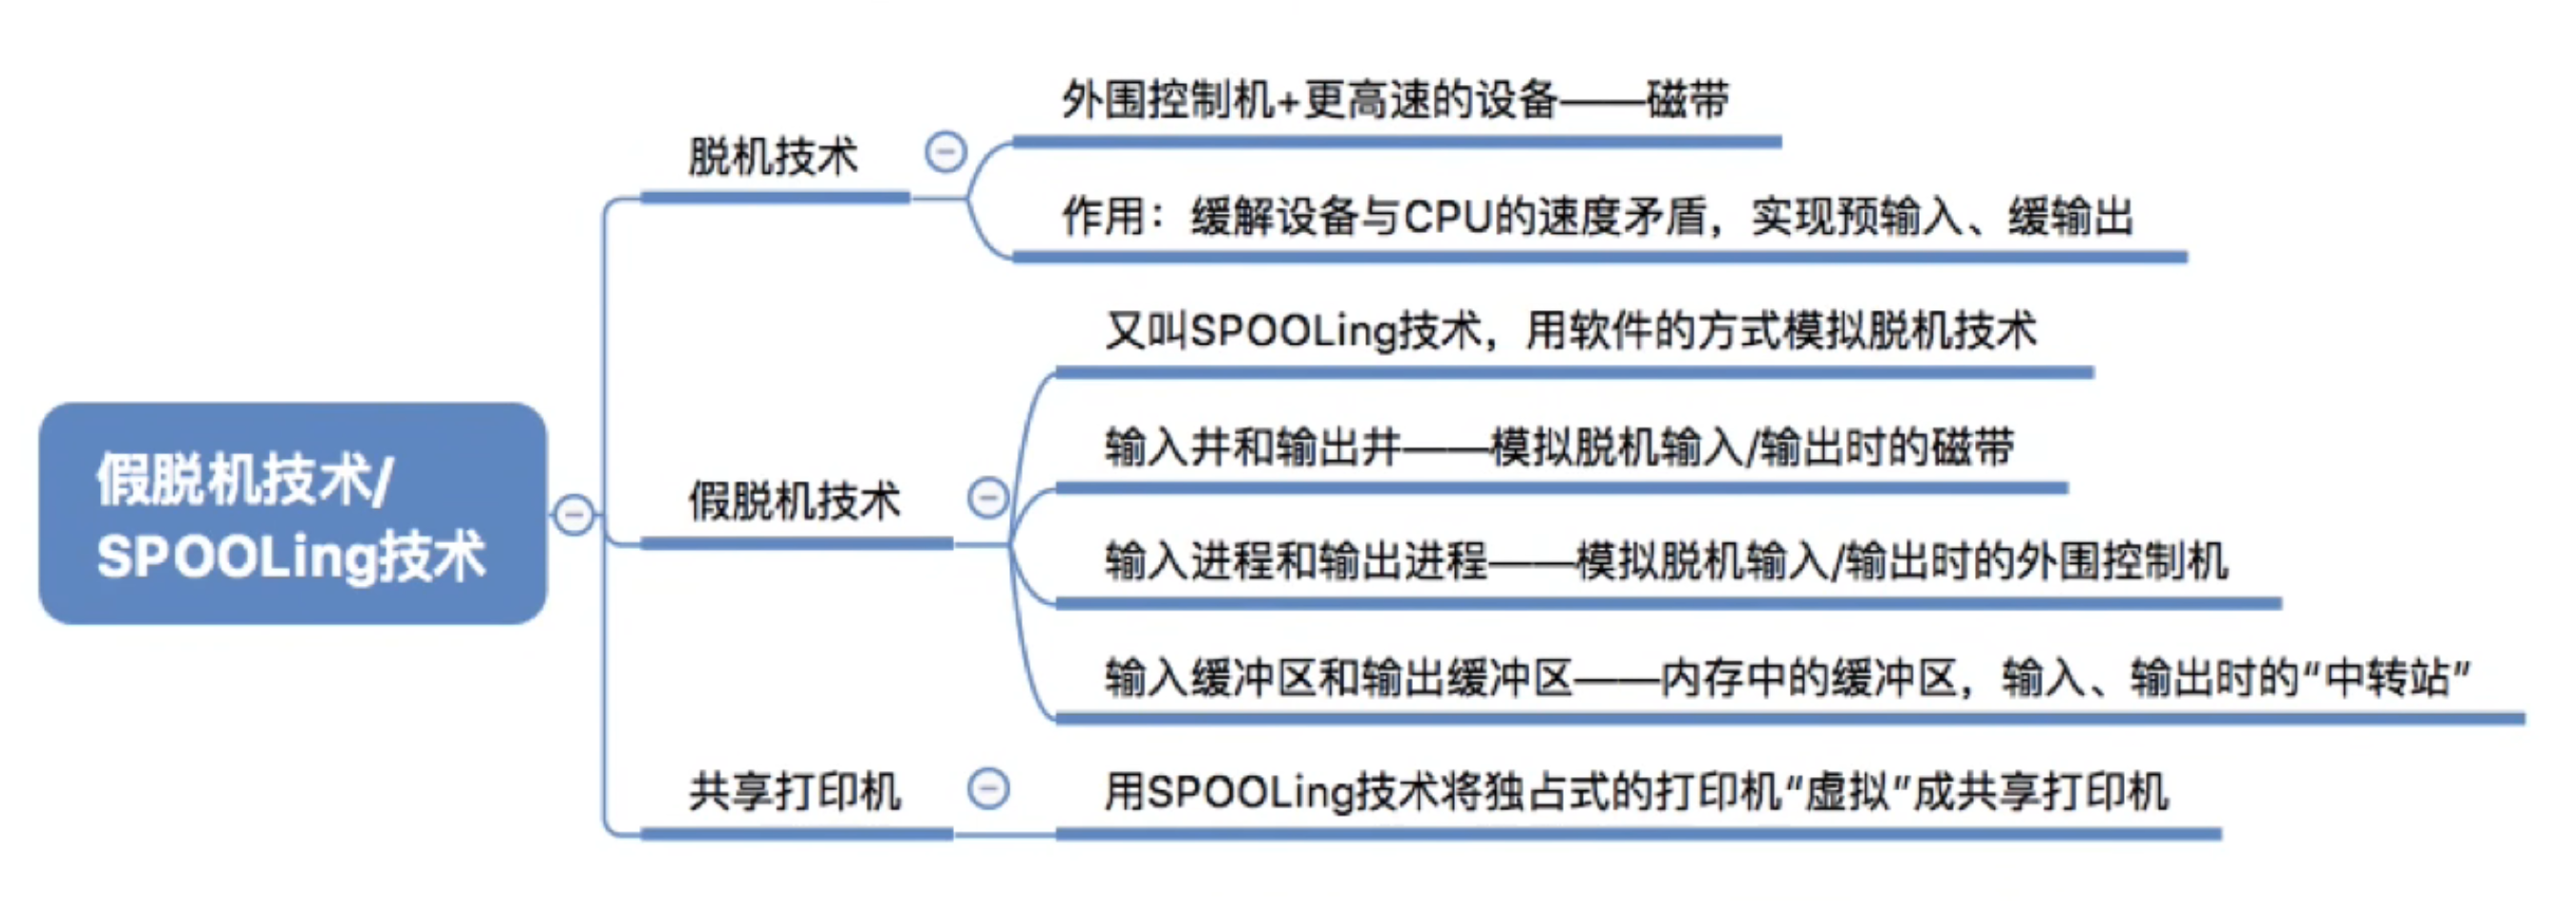 外围控制机+更高速的设备——磁带
脱机技术
作用：缓解设备与CPU的速度矛盾，实现预输入、缓输出
又叫SPOOLing技术，用软件的方式模拟脱机技术
输入井和输出井——模拟脱机输入/输出时的磁带
假脱机技术/
SPOOLing技术
假脱机技术
输入进程和输出进程——模拟脱机输入/输出时的外围控制机
输入缓冲区和输出缓冲区——内存中的缓冲区，输入、输出时的“中转站”
共享打印机
用SPOOLing技术将独占式的打印机“虚拟”成共享打印机